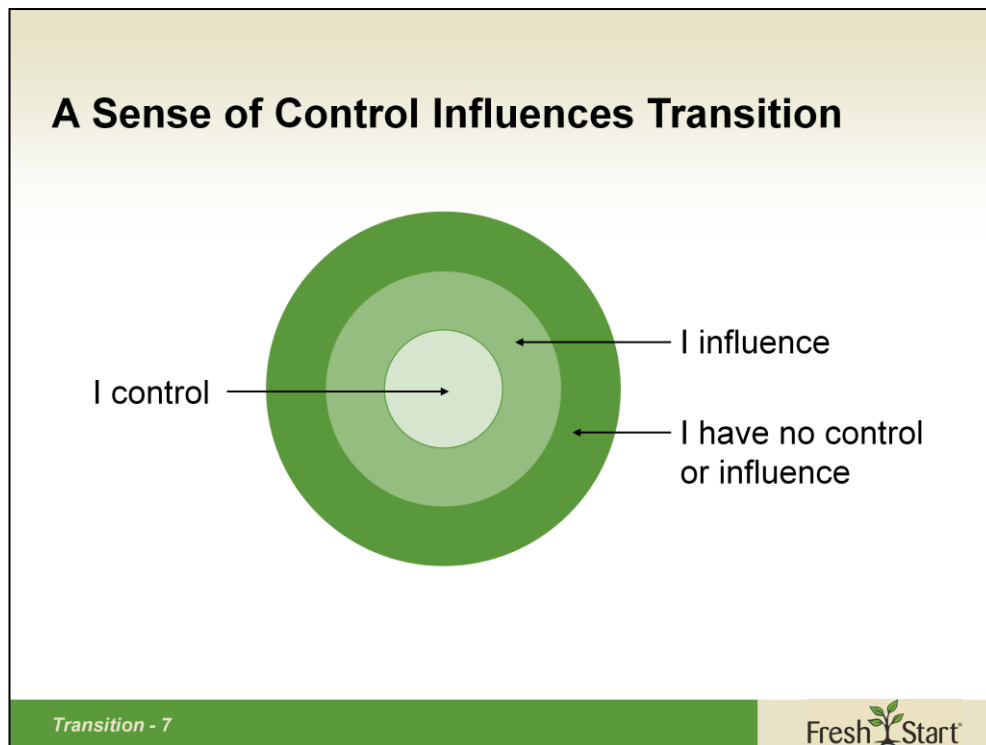 A Sense of Control Influences Transition
I influence
I control
I have no control
or influence
Transition - 7
Fresh Start